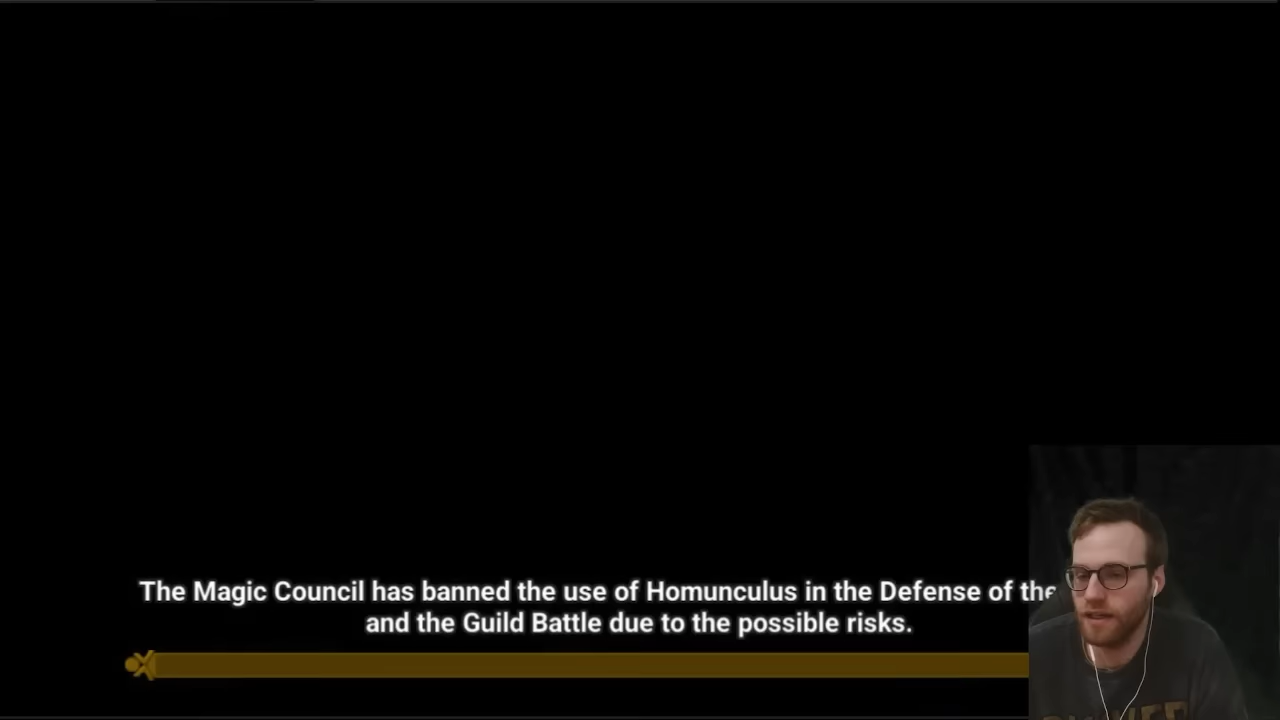 The Magic Council has banned the use of Homunculus in the Defense of the
and the Guild Battle due to the possible risks.